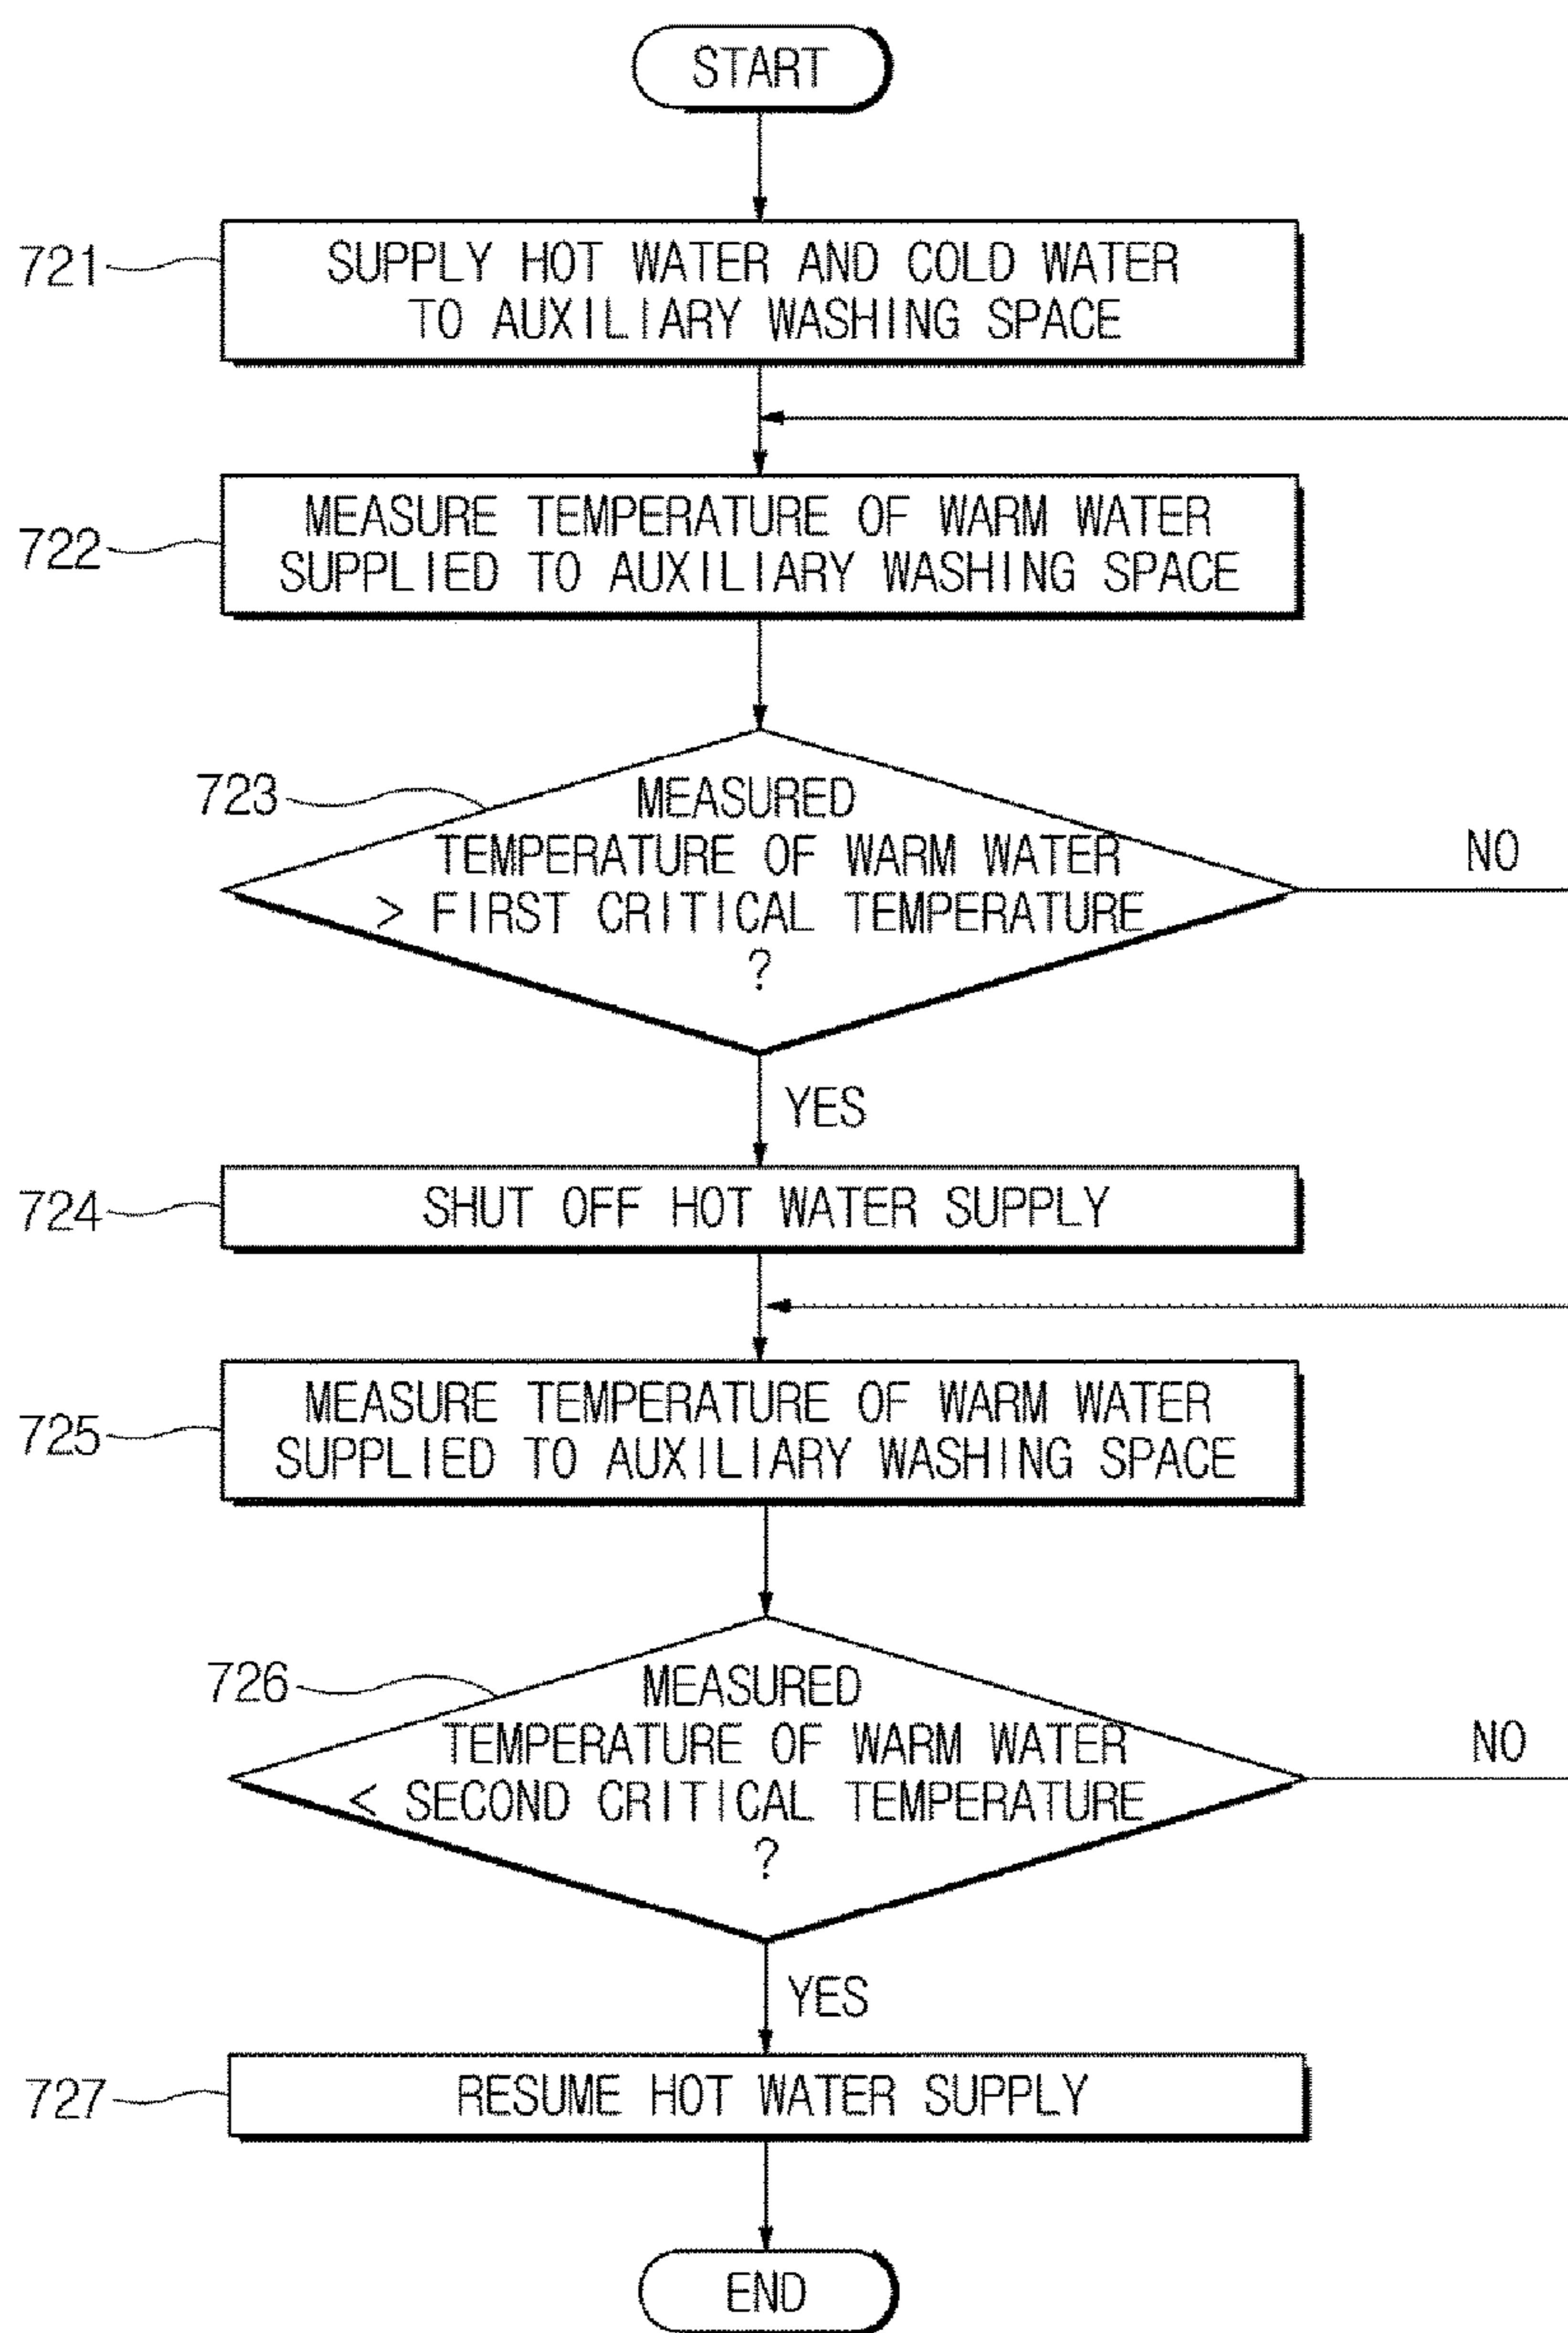 START
721
SUPPLY HOT WATER AND COLD WATER
TO AUXILIARY WASHING SPACE
722
MEASURE TEMPERATURE OF WARM WATER
SUPPLIED TO AUXILIARY WASHING SPACE
723
MEASURED
TEMPERATURE OF WARM WATER
> FIRST CRITICAL TEMPERATURE
?
NO
YES
724
SHUT OFF HOT WATER SUPPLY
725
MEASURE TEMPERATURE OF WARM WATER
SUPPLIED TO AUXILIARY WASHING SPACE
726
MEASURED
TEMPERATURE OF WARM WATER
< SECOND CRITICAL TEMPERATURE
?
NO
YES
727
RESUME HOT WATER SUPPLY
END